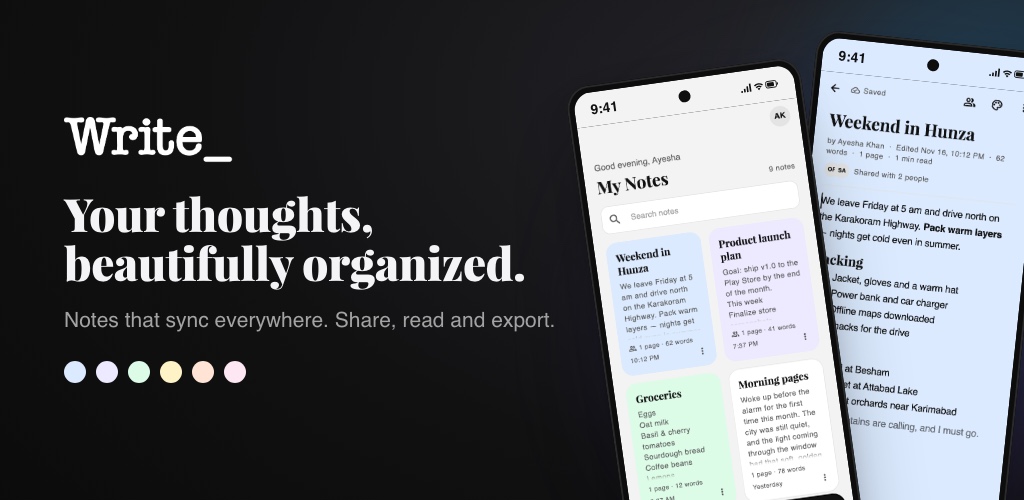 Write_
Your thoughts,
beautifully organized.
Notes that sync everywhere. Share, read and export.
9:41
AK
Good evening, Ayesha
My Notes
9 notes
Search notes
Weekend in
Hunza
We leave Friday at 5
am and drive north
on the Karakoram
Highway. Pack warm
layers — nights get
1 page · 62 words
10:12 PM
Product launch
plan
Goal: ship v1.0 to the
Play Store by the end
of the month.
This week
Finalize store
1 page · 41 words
7:37 PM
Groceries
Eggs
Oat milk
Basil & cherry
tomatoes
Sourdough bread
Coffee beans
1 page · 12 words
AM
Morning pages
Woke up before the
alarm for the first
time this month. The
city was still quiet,
and the light coming
through the window
1 page · 78 words
Yesterday
9:41
Saved
Weekend in Hunza
by Ayesha Khan · Edited Nov 16, 10:12 PM · 62
words · 1 page · 1 min read
OF SA Shared with 2 people
We leave Friday at 5 am and drive north on
the Karakoram Highway. Pack warm layers
— nights get cold even in summer.
Jacket, gloves and a warm hat
Power bank and car charger
Offline maps downloaded
for the drive
at Besham
at Attabad Lake
orchards near Karimabad
are calling, and I must go.